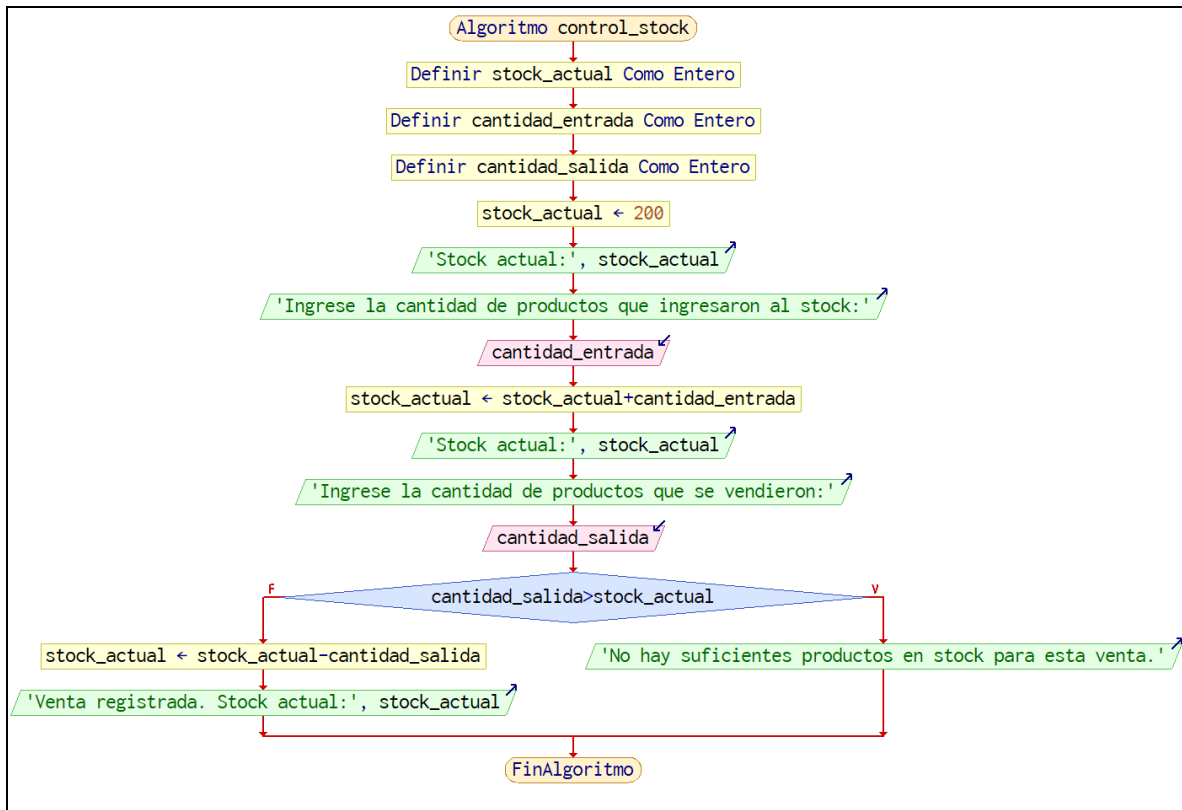 Algoritmo control_stock
Definir stock_actual Como Entero
Definir cantidad_entrada Como Entero
Definir cantidad_salida Como Entero
stock_actual ← 200
'Stock actual:', stock_actual
'Ingrese la cantidad de productos que ingresaron al stock:'
cantidad_entrada
stock_actual ← stock_actual+cantidad_entrada
'Stock actual:', stock_actual
'Ingrese la cantidad de productos que se vendieron:'
cantidad_salida
F
cantidad_salida>stock_actual
V
stock_actual ← stock_actual-cantidad_salida
'No hay suficientes productos en stock para esta venta.'
'Venta registrada. Stock actual:', stock_actual
FinAlgoritmo